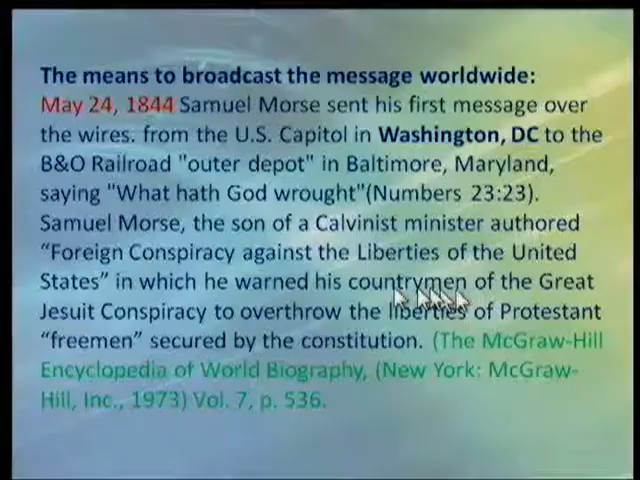 The means to broadcast the message worldwide:
May 24, 1844 Samuel Morse sent his first message over
the wires. from the U.S. Capitol in Washington, DC to the
B&O Railroad "outer depot" in Baltimore, Maryland,
saying "What hath God wrought"(Numbers 23:23).
Samuel Morse, the son of a Calvinist minister authored
“Foreign Conspiracy against the Liberties of the United
States” in which he warned his countrymen of the Great
Jesuit Conspiracy to overthrow the liberties of Protestant
“freemen” secured by the constitution. (The McGraw-Hill
Encyclopedia of World Biography, (New York: McGraw-
Hill, Inc., 1973) Vol. 7, p. 536.